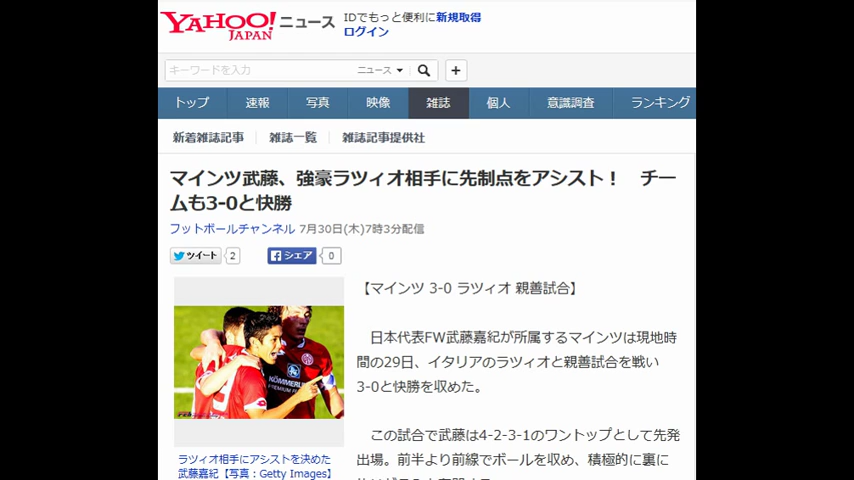 YAHOO!
JAPAN
ニュース
IDでもっと便利に新規取得
ログイン
キーワードを入力
ニュース
トップ 速報 写真 映像 雑誌 個人 意識調査 ランキング
新着雑誌記事 雑誌一覧 雑誌記事提供社
マインツ武藤、強豪ラツィオ相手に先制点をアシスト！ チー
ムも3-0と快勝
フットボールチャンネル 7月30日(木)7時3分配信
ツイート 2 シェア 0
【マインツ 3-0 ラツィオ 親善試合】
日本代表FW武藤嘉紀が所属するマインツは現地時
間の29日、イタリアのラツィオと親善試合を戦い
3-0と快勝を収めた。
この試合で武藤は4-2-3-1のワントップとして先発
出場。前半より前線でボールを収め、積極的に裏に
KÖMMERLING
ラツィオ相手にアシストを決めた
武藤嘉紀【写真：Getty Images】